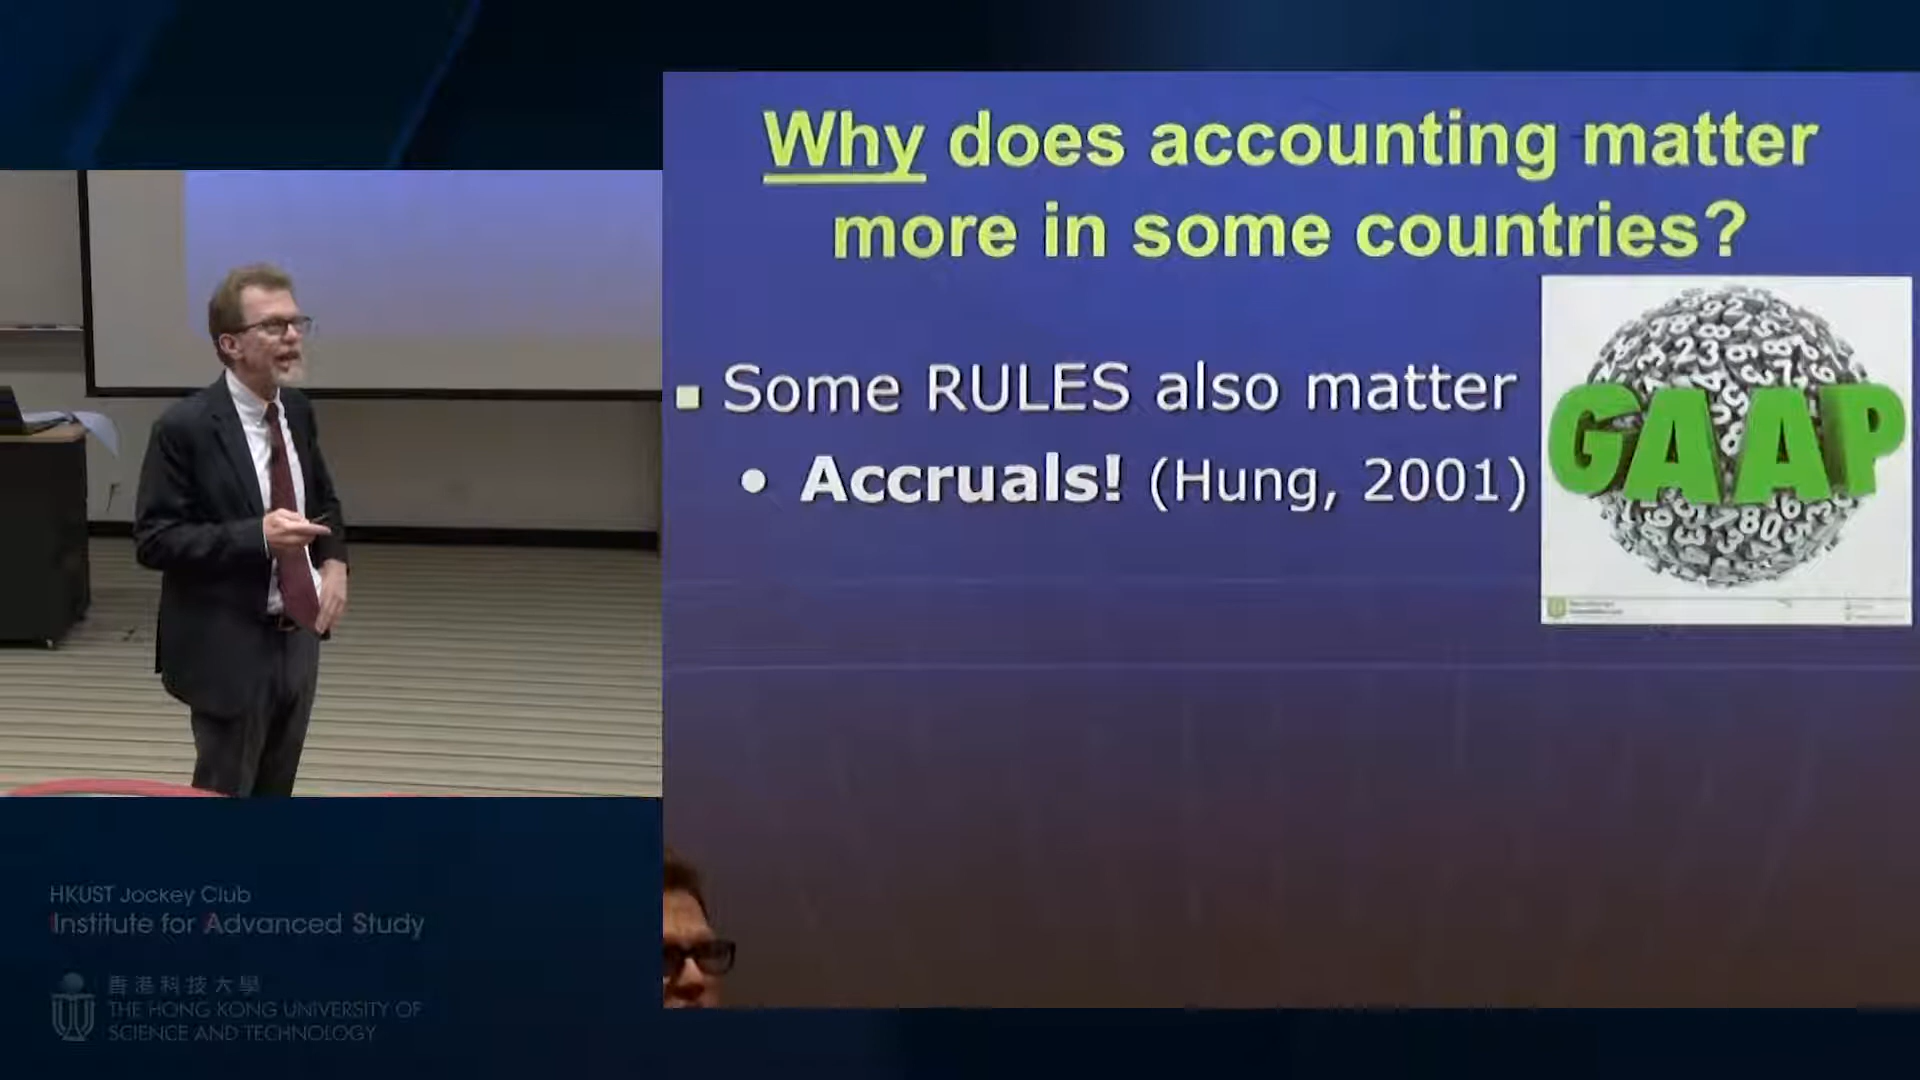 Why does accounting matter
more in some countries?
▪ Some RULES also matter
• Accruals! (Hung, 2001)
GAAP
HKUST Jockey Club
Institute for Advanced Study
香港科技大學
THE HONG KONG UNIVERSITY OF
SCIENCE AND TECHNOLOGY